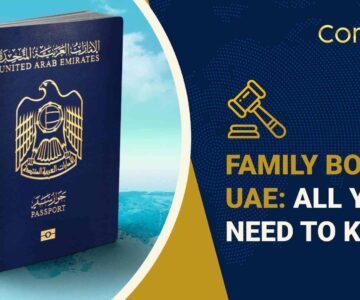 الإمارات العربية المتحدة
UNITED ARAB EMIRATES
جواز سفر
PASSPORT
Con
FAMILY BO
UAE: ALL Y
NEED TO K